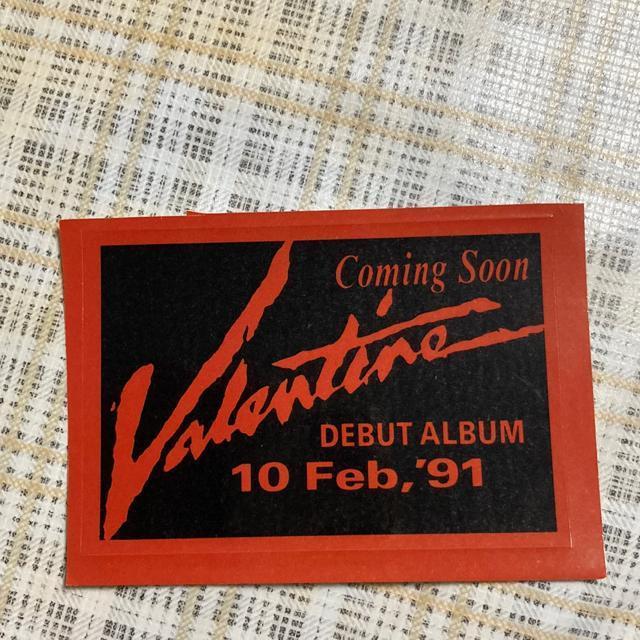 Coming Soon
Valentine
DEBUT ALBUM
10 Feb,'91